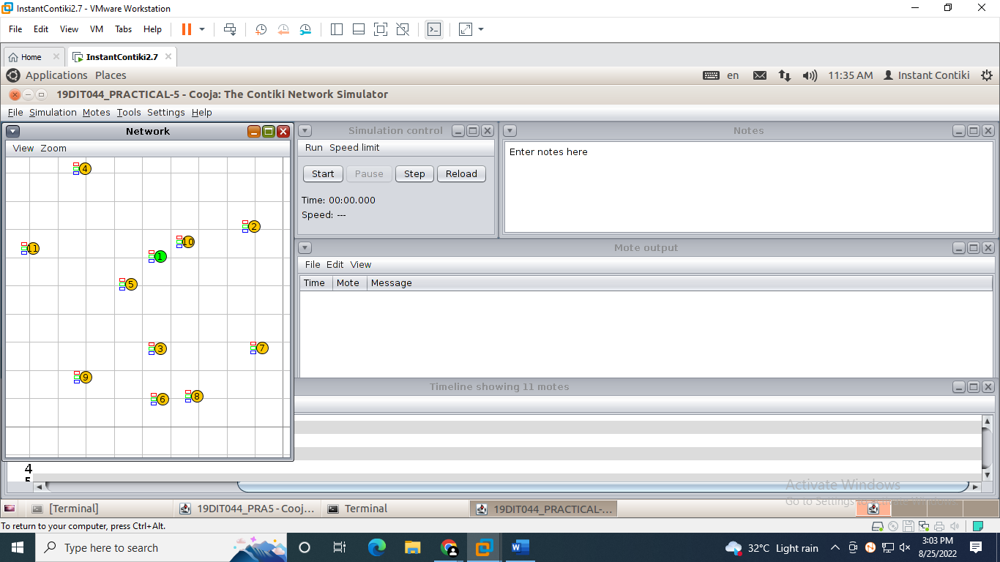 InstantContiki2.7 - VMware Workstation
File Edit View VM Tabs Help
Home InstantContiki2.7
Applications Places en 11:35 AM Instant Contiki
19DIT044_PRACTICAL-5 - Cooja: The Contiki Network Simulator
File Simulation Motes Tools Settings Help
Network
View Zoom
4
2
10
11
1
5
3
7
9
6
8
Simulation control
Run Speed limit
Start Pause Step Reload
Time: 00:00.000
Speed: ---
Notes
Enter notes here
Mote output
File Edit View
Time Mote Message
Timeline showing 11 motes
4
Activate Windows
Go to Settings to activate Windows.
[Terminal] 19DIT044_PRA5 - Cooj... Terminal 19DIT044_PRACTICAL-...
To return to your computer, press Ctrl+Alt.
Type here to search
32°C Light rain
3:03 PM
8/25/2022